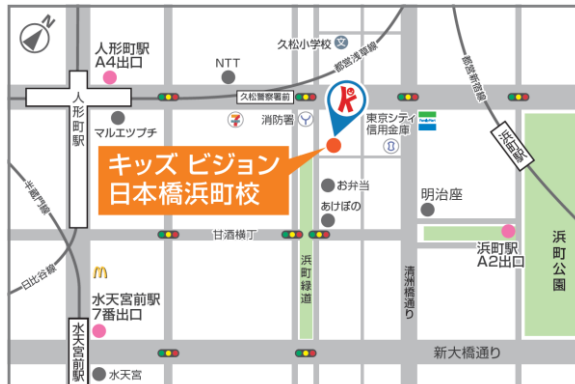 N
久松小学校
文
都営浅草線
都営新宿線
人形町駅
A4出口
NTT
人形町駅
久松警察署前
マルエツプチ
7
消防署
Y
K
東京シティ
信用金庫
浜町駅
キッズ ビジョン
日本橋浜町校
お弁当
あけぼの
明治座
半蔵門線
日比谷線
甘酒横丁
浜町緑道
清洲橋通り
浜町駅
A2出口
浜町公園
m
水天宮前駅
7番出口
水天宮前駅
新大橋通り
水天宮